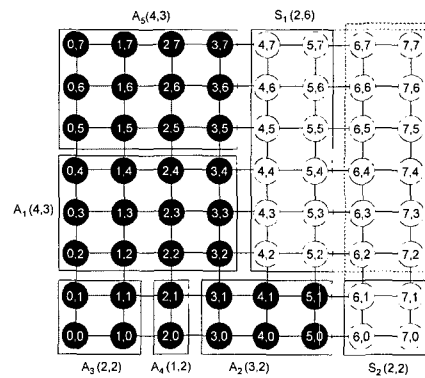 A5(4,3) S1(2,6)
0,7 1,7 2,7 3,7 4,7 5,7 6,7 7,7
0,6 1,6 2,6 3,6 4,6 5,6 6,6 7,6
0,5 1,5 2,5 3,5 4,5 5,5 6,5 7,5
0,4 1,4 2,4 3,4 4,4 5,4 6,4 7,4
A1(4,3) 0,3 1,3 2,3 3,3 4,3 5,3 6,3 7,3
0,2 1,2 2,2 3,2 4,2 5,2 6,2 7,2
0,1 1,1 2,1 3,1 4,1 5,1 6,1 7,1
0,0 1,0 2,0 3,0 4,0 5,0 6,0 7,0
A3(2,2) A4(1,2) A2(3,2) S2(2,2)